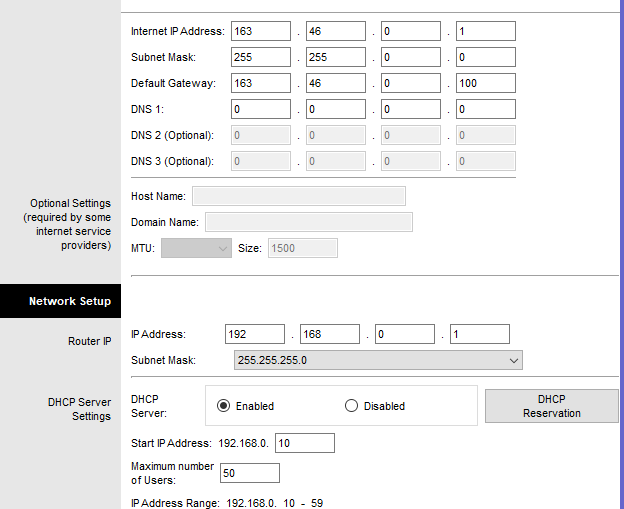 Internet IP Address: 163 . 46 . 0 . 1
Subnet Mask: 255 . 255 . 0 . 0
Default Gateway: 163 . 46 . 0 . 100
DNS 1: 0 . 0 . 0 . 0
DNS 2 (Optional): 0 . 0 . 0 . 0
DNS 3 (Optional): 0 . 0 . 0 . 0
Optional Settings
(required by some
internet service
providers)
Host Name:
Domain Name:
MTU: Size: 1500
Network Setup
Router IP
IP Address: 192 . 168 . 0 . 1
Subnet Mask: 255.255.255.0
DHCP Server
Settings
DHCP
Server:
Enabled Disabled
DHCP
Reservation
Start IP Address: 192.168.0. 10
Maximum number
of Users: 50
IP Address Range: 192.168.0. 10 - 59